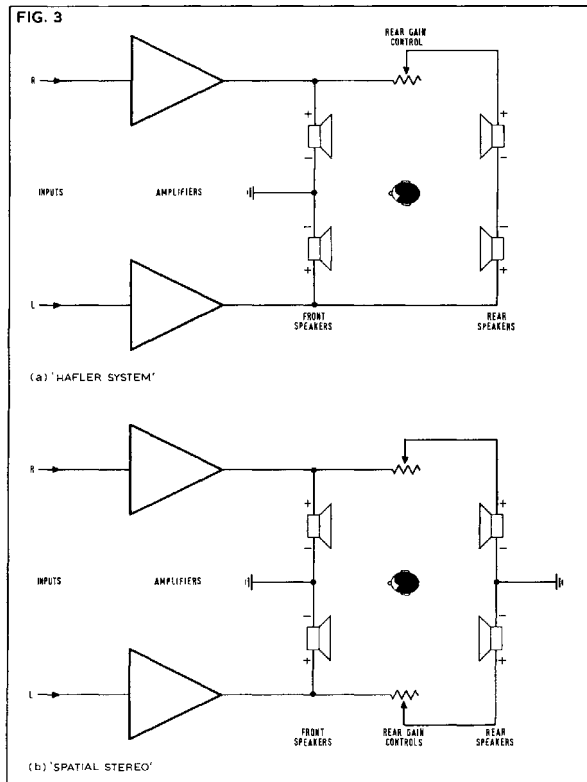 FIG. 3
REAR GAIN
CONTROL
R
+
+
−
−
INPUTS
AMPLIFIERS
−
−
+
+
L
FRONT
SPEAKERS
REAR
SPEAKERS
(a) 'HAFLER SYSTEM'
R
+
+
−
−
INPUTS
AMPLIFIERS
−
−
+
+
L
FRONT
SPEAKERS
REAR GAIN
CONTROLS
REAR
SPEAKERS
(b) 'SPATIAL STEREO'